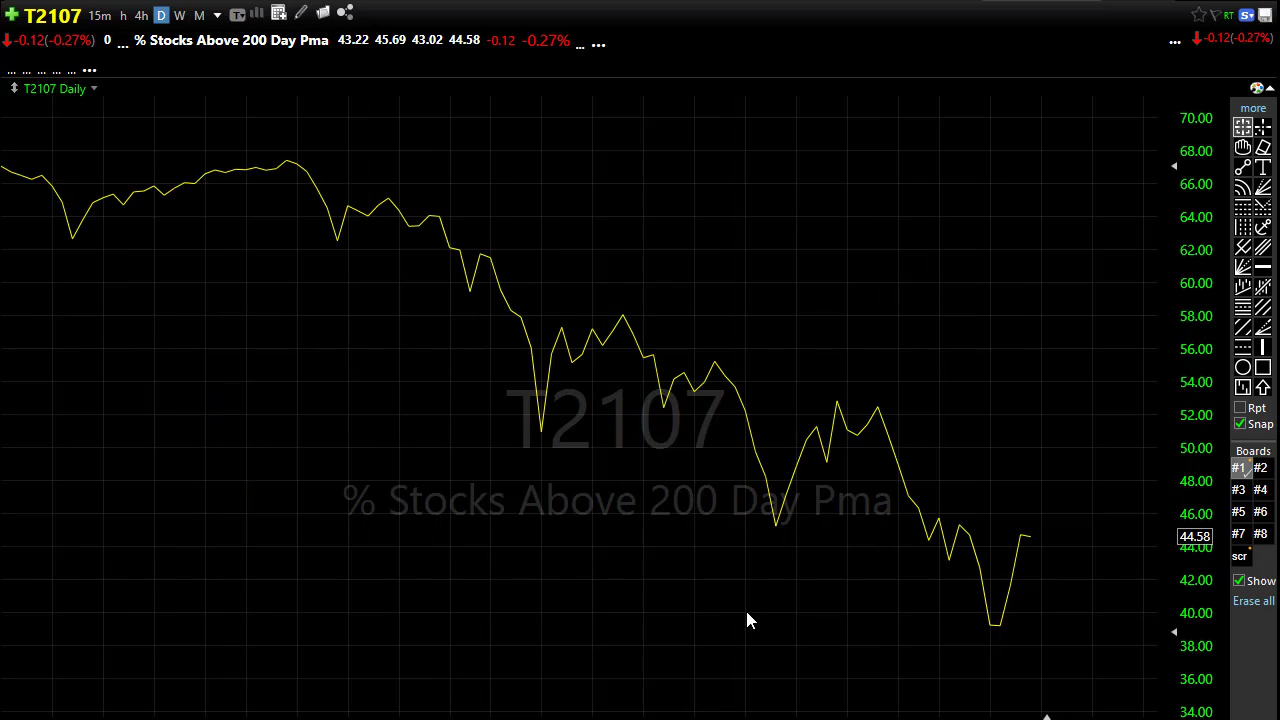 T2107 15m h 4h D W M T RT S
-0.12(-0.27%) 0 ... % Stocks Above 200 Day Pma 43.22 45.69 43.02 44.58 -0.12 -0.27% ... ... ... -0.12(-0.27%)
... ... ... ... ... ...
T2107 Daily
more
70.00
68.00
66.00
64.00
62.00
60.00
58.00
56.00
54.00
52.00
50.00
48.00
46.00
44.58
44.00
42.00
40.00
38.00
36.00
34.00
T2107
% Stocks Above 200 Day Pma
T
Rpt
Snap
Boards
#1 #2
#3 #4
#5 #6
#7 #8
scr
Show
Erase all